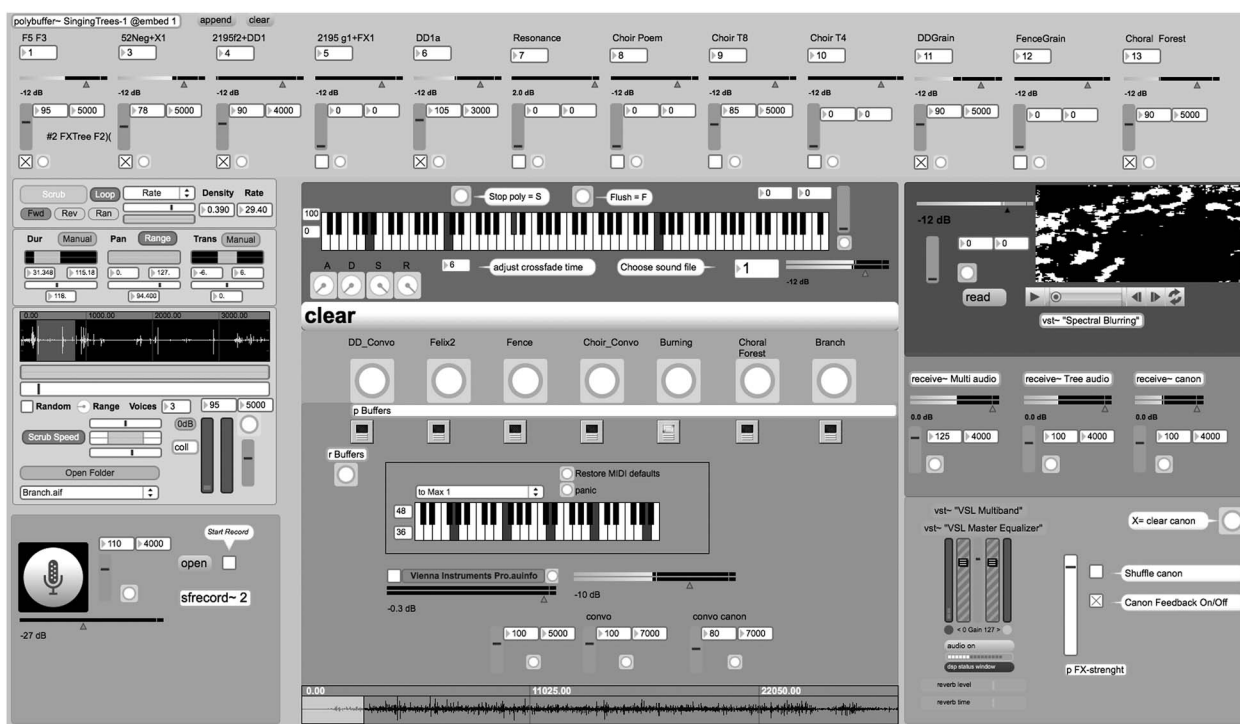 polybuffer~ SingingTrees-1 @embed 1 append clear
F5 F3 52Neg+X1 2195f2+DD1 2195 g1+FX1 DD1a Resonance Choir Poem Choir T8 Choir T4 DDGrain FenceGrain Choral Forest
1 3 4 5 6 7 8 9 10 11 12 13
-12 dB -12 dB -12 dB -12 dB -12 dB 2.0 dB -12 dB -12 dB -12 dB -12 dB -12 dB -12 dB
95 5000 78 5000 90 4000 0 0 105 3000 0 0 0 0 85 5000 0 0 90 5000 0 0 90 5000
#2 FXTree F2)(
Scrub Loop Rate Density Rate
Fwd Rev Ran 0.390 29.40
Dur Manual Pan Range Trans Manual
31.348 115.18 0. 127. -6. 6.
118. 94.400 0.
0.00 1000.00 2000.00 3000.00
Random Range Voices 3 95 5000
Scrub Speed 0dB
coll
Open Folder
Branch.aif
110 4000
Start Record
open
sfrecord~ 2
-27 dB
Stop poly = S Flush = F 0 0
100
0
A D S R 6 adjust crossfade time Choose sound file 1
-12 dB
clear
DD_Convo Felix2 Fence Choir_Convo Burning Choral Forest Branch
p Buffers
r Buffers
Restore MIDI defaults
to Max 1 panic
48
36
Vienna Instruments Pro.auinfo
-0.3 dB -10 dB
convo convo canon
100 5000 100 7000 80 7000
0.00 11025.00 22050.00
-12 dB
0 0
read
vst~ "Spectral Blurring"
receive~ Multi audio receive~ Tree audio receive~ canon
0.0 dB 0.0 dB 0.0 dB
125 4000 100 4000 100 4000
vst~ "VSL Multiband"
vst~ "VSL Master Equalizer"
X= clear canon
Shuffle canon
Canon Feedback On/Off
< 0 Gain 127 >
audio on
dsp status window
p FX-strenght
reverb level
reverb time